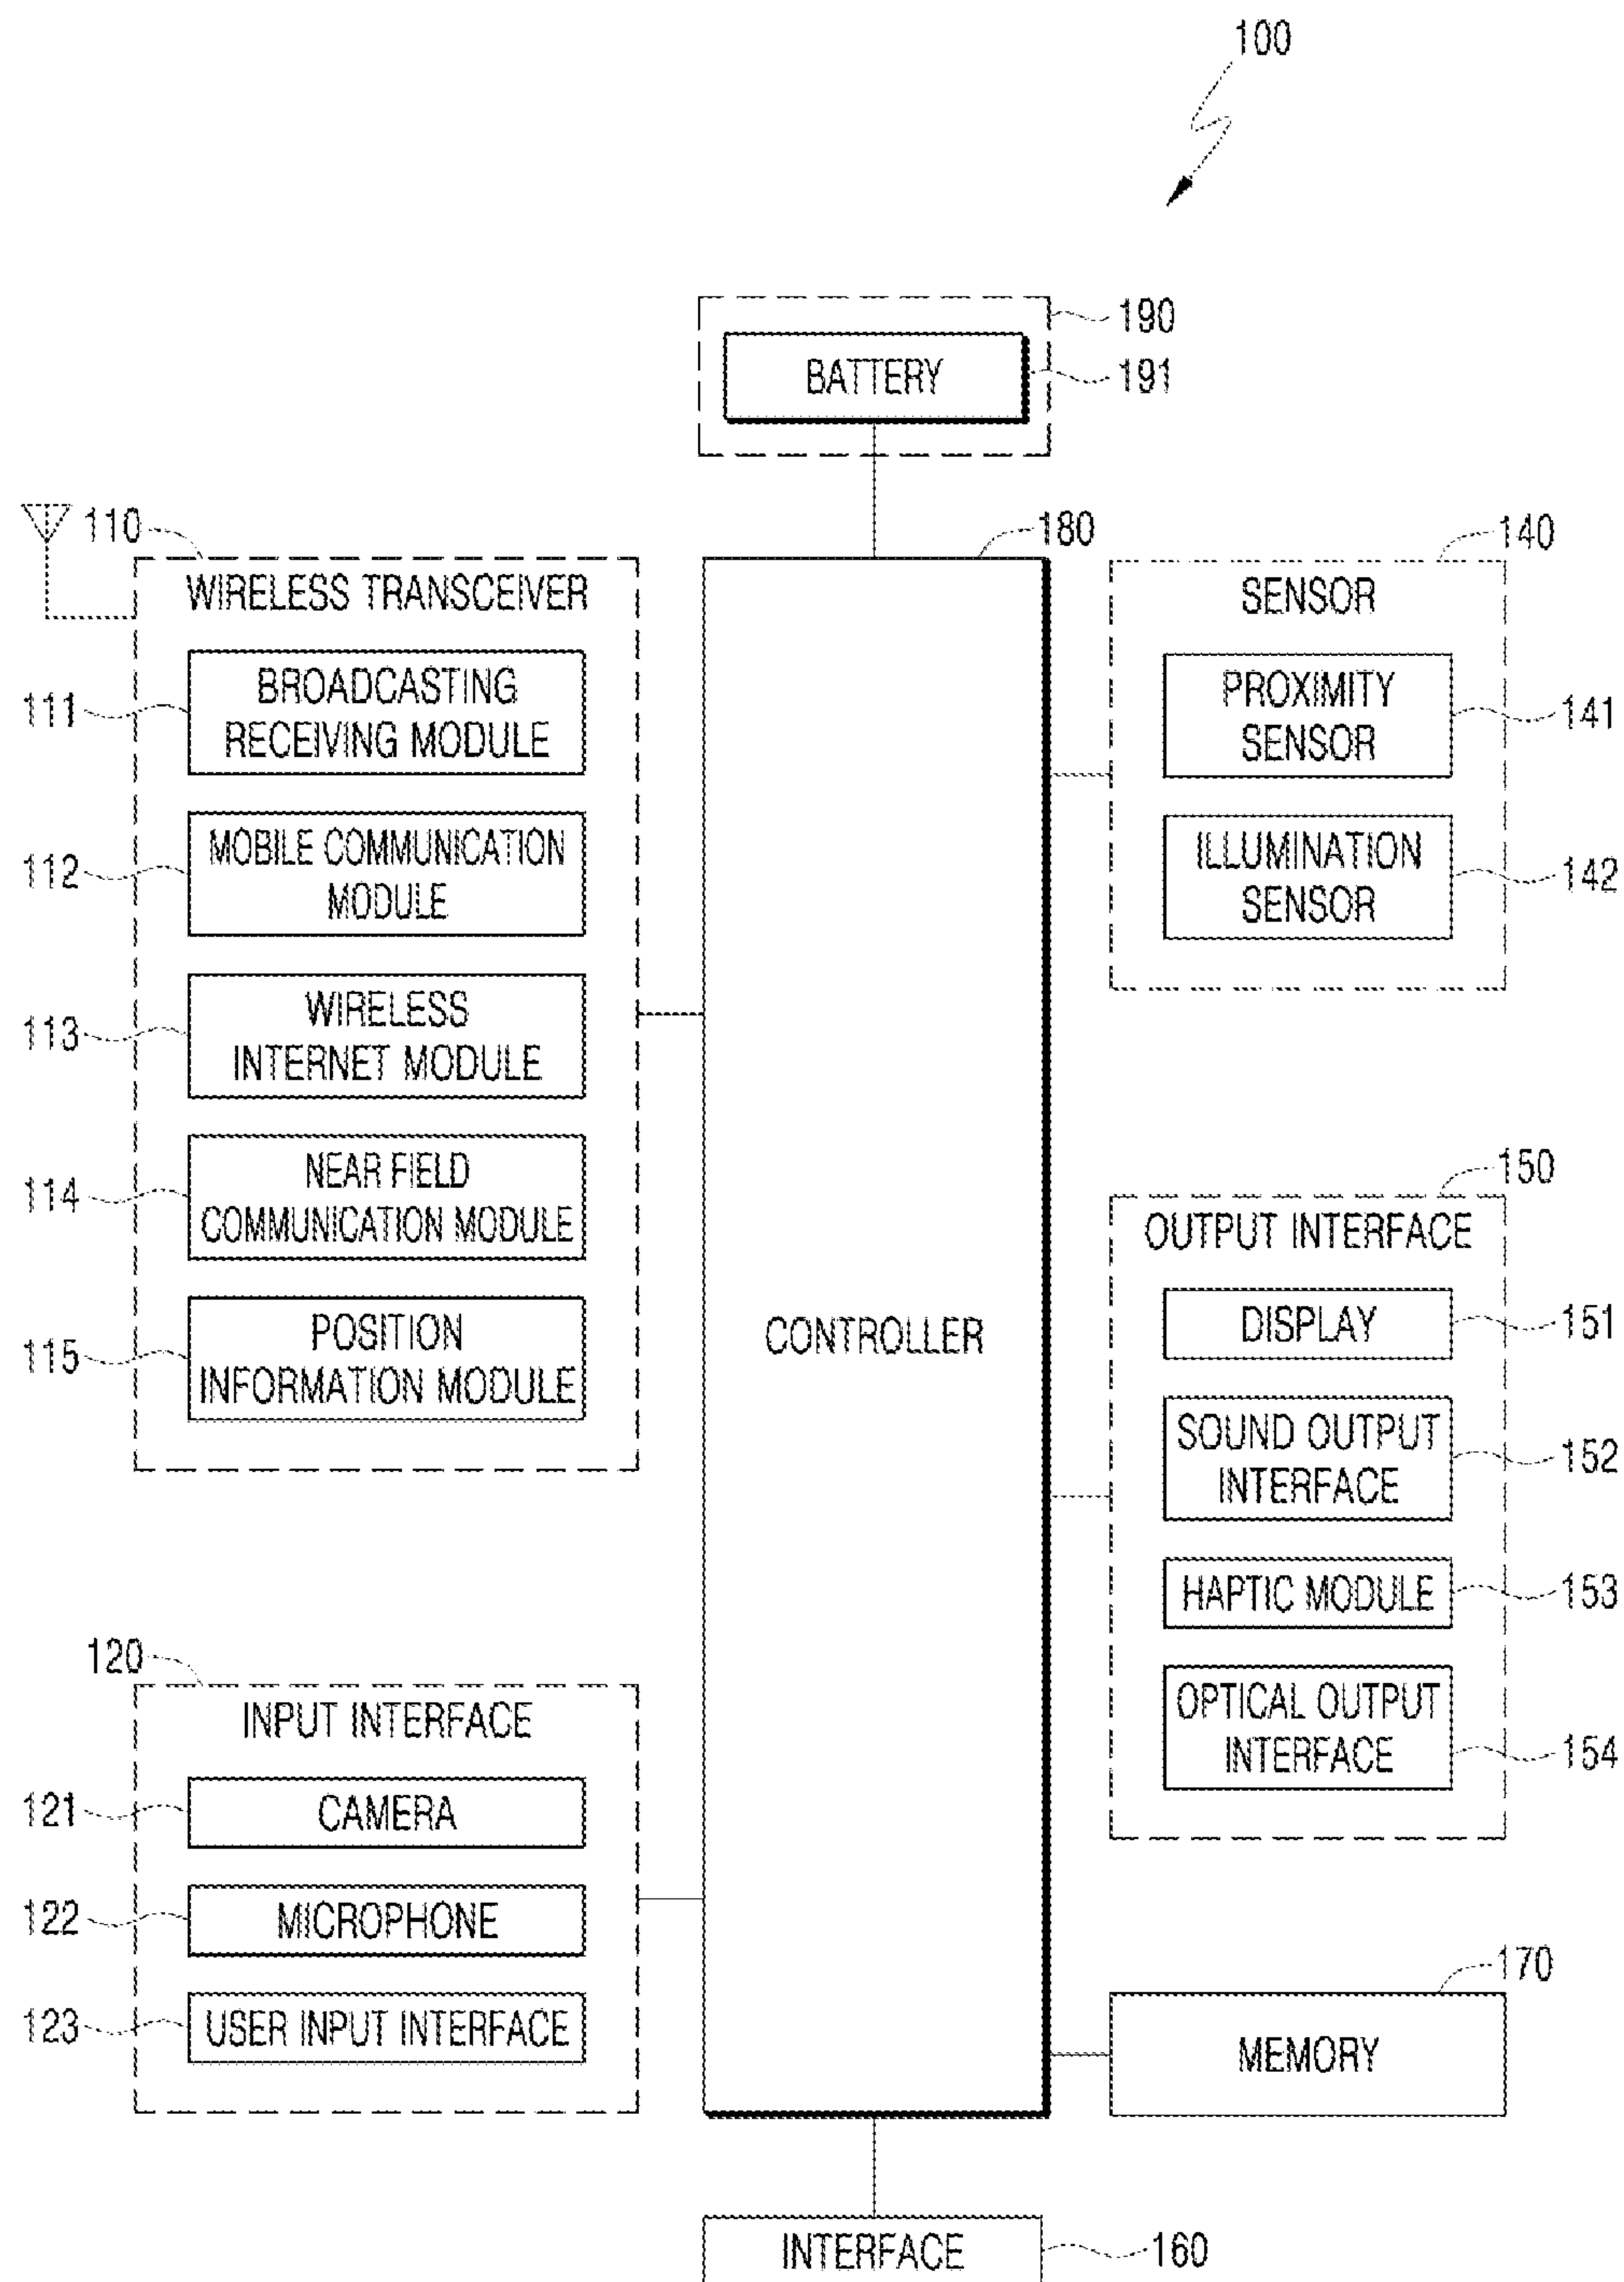 100
190
BATTERY
191
110
180
140
WIRELESS TRANSCEIVER
BROADCASTING
RECEIVING MODULE
111
MOBILE COMMUNICATION
MODULE
112
WIRELESS
INTERNET MODULE
113
NEAR FIELD
COMMUNICATION MODULE
114
POSITION
INFORMATION MODULE
115
120
INPUT INTERFACE
121
CAMERA
122
MICROPHONE
123
USER INPUT INTERFACE
CONTROLLER
SENSOR
PROXIMITY
SENSOR
141
ILLUMINATION
SENSOR
142
150
OUTPUT INTERFACE
DISPLAY
151
SOUND OUTPUT
INTERFACE
152
HAPTIC MODULE
153
OPTICAL OUTPUT
INTERFACE
154
170
MEMORY
INTERFACE
160